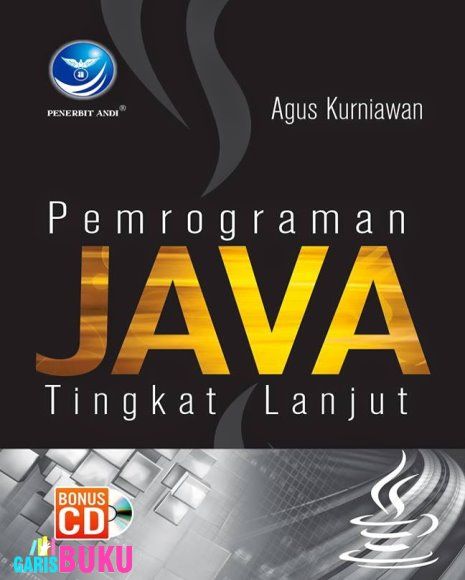 PENERBIT ANDI®
Agus Kurniawan
Pemrograman
JAVA
Tingkat Lanjut
BONUS
CD
GARIS BUKU